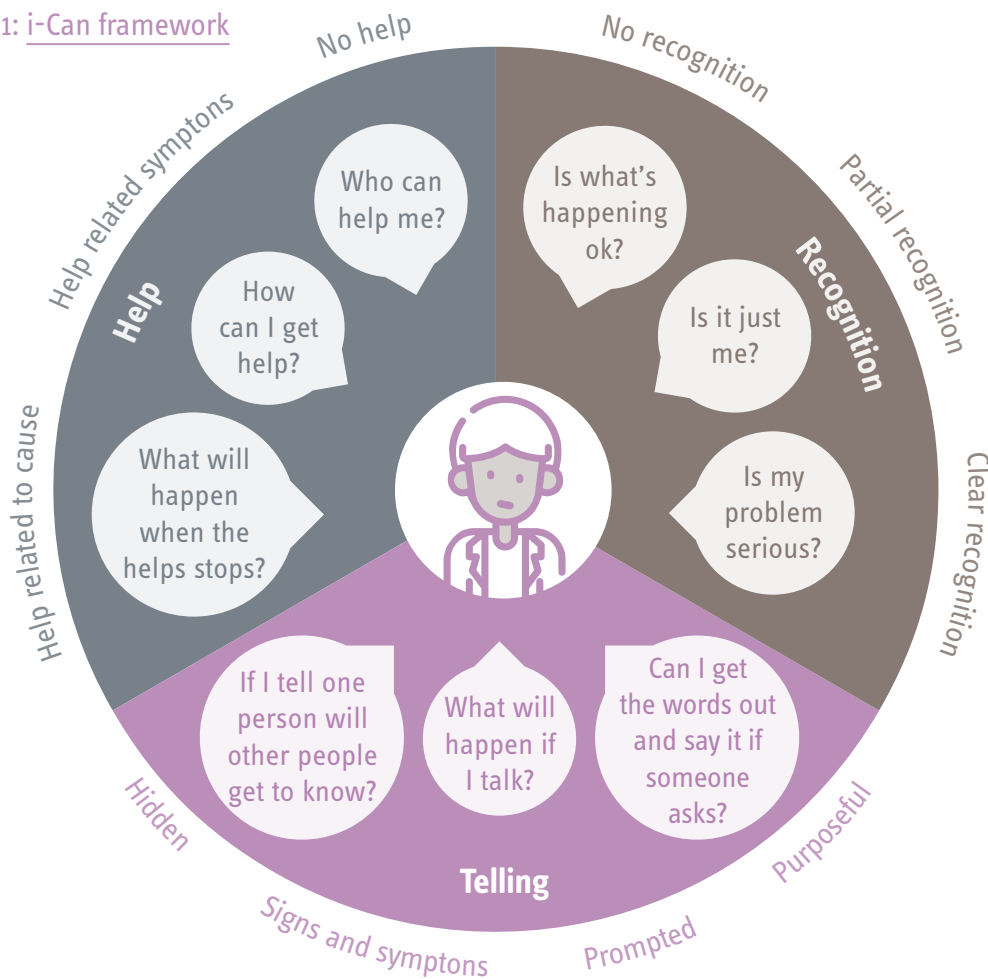 1: i-Can framework
No help
Help related symptons
Help related to cause
Help
Who can
help me?
How
can I get
help?
What will
happen
when the
helps stops?
No recognition
Partial recognition
Clear recognition
Recognition
Is what's
happening
ok?
Is it just
me?
Is my
problem
serious?
If I tell one
person will
other people
get to know?
What will
happen if
I talk?
Can I get
the words out
and say it if
someone
asks?
Telling
Hidden
Signs and symptoms
Prompted
Purposeful